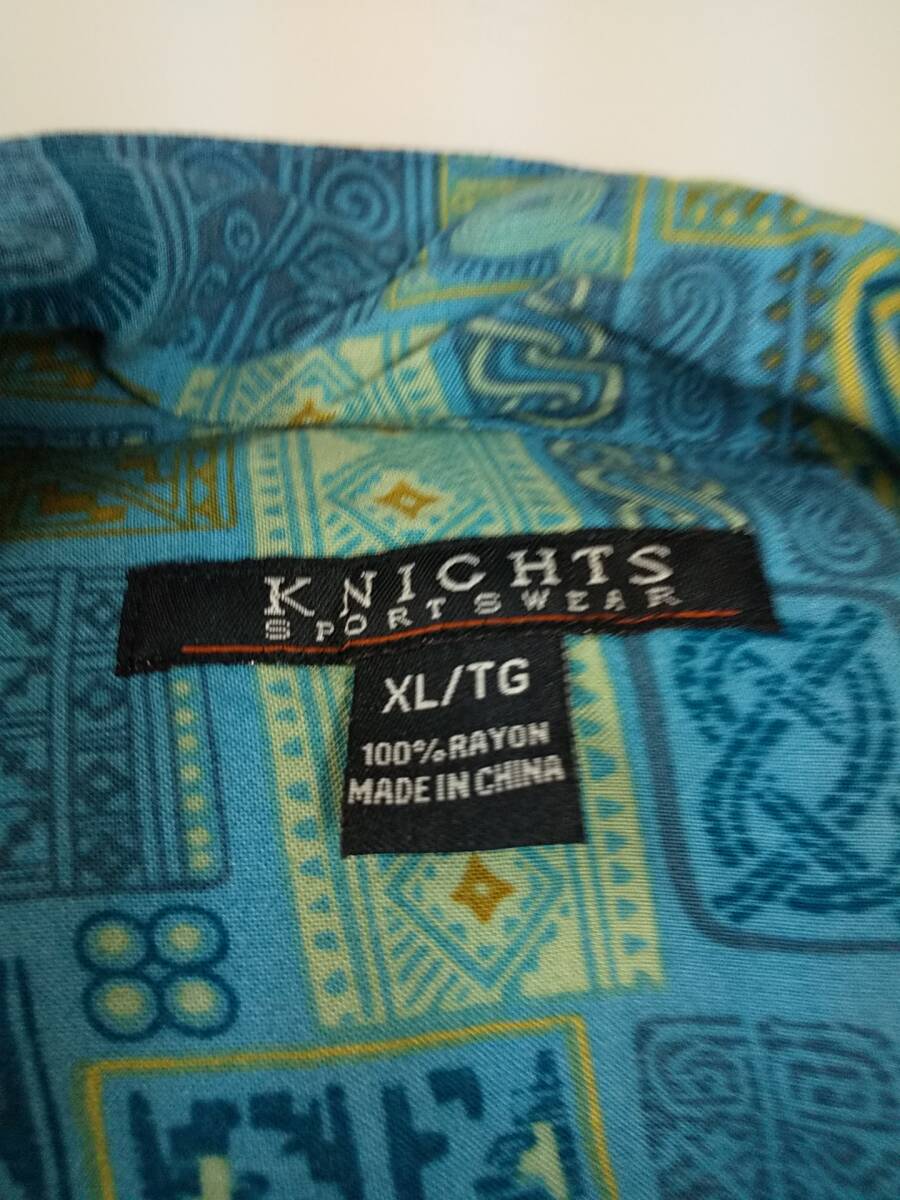 KNIGHTS
SPORTSWEAR
XL/TG
100% RAYON
MADE IN CHINA